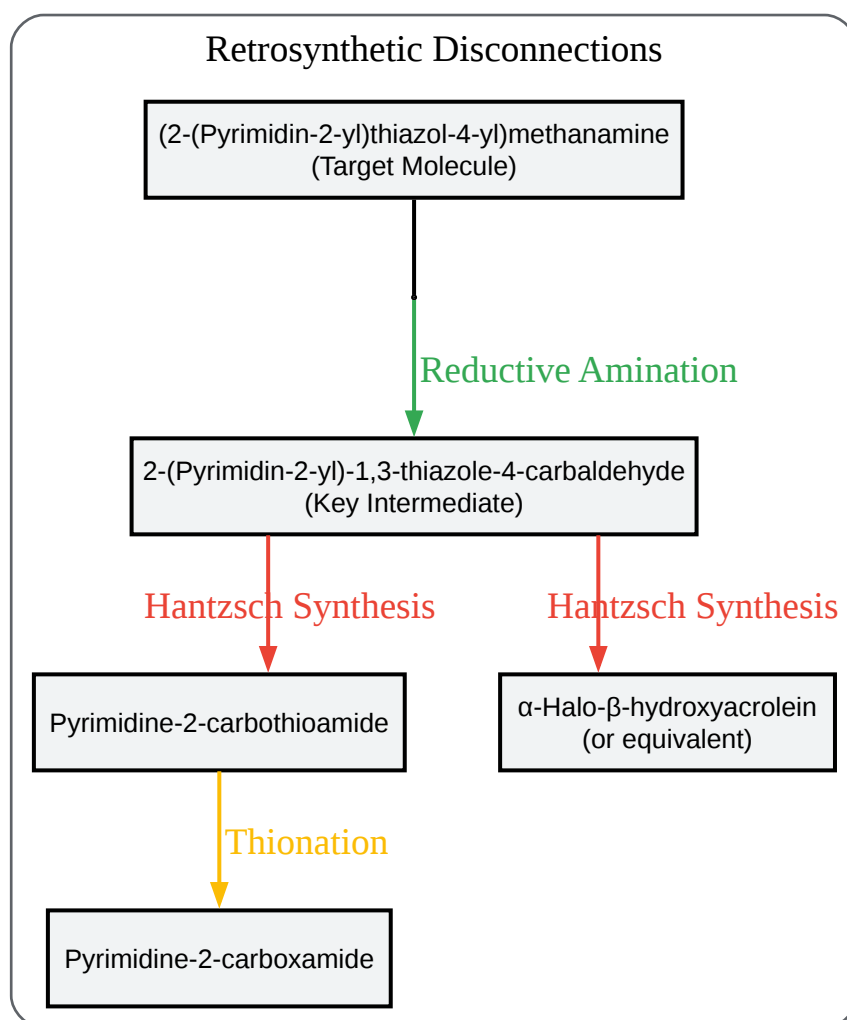 Retrosynthetic Disconnections
(2-(Pyrimidin-2-yl)thiazol-4-yl)methanamine
(Target Molecule)
Reductive Amination
2-(Pyrimidin-2-yl)-1,3-thiazole-4-carbaldehyde
(Key Intermediate)
Hantzsch Synthesis
Hantzsch Synthesis
Pyrimidine-2-carbothioamide
α-Halo-β-hydroxyacrolein
(or equivalent)
Thionation
Pyrimidine-2-carboxamide